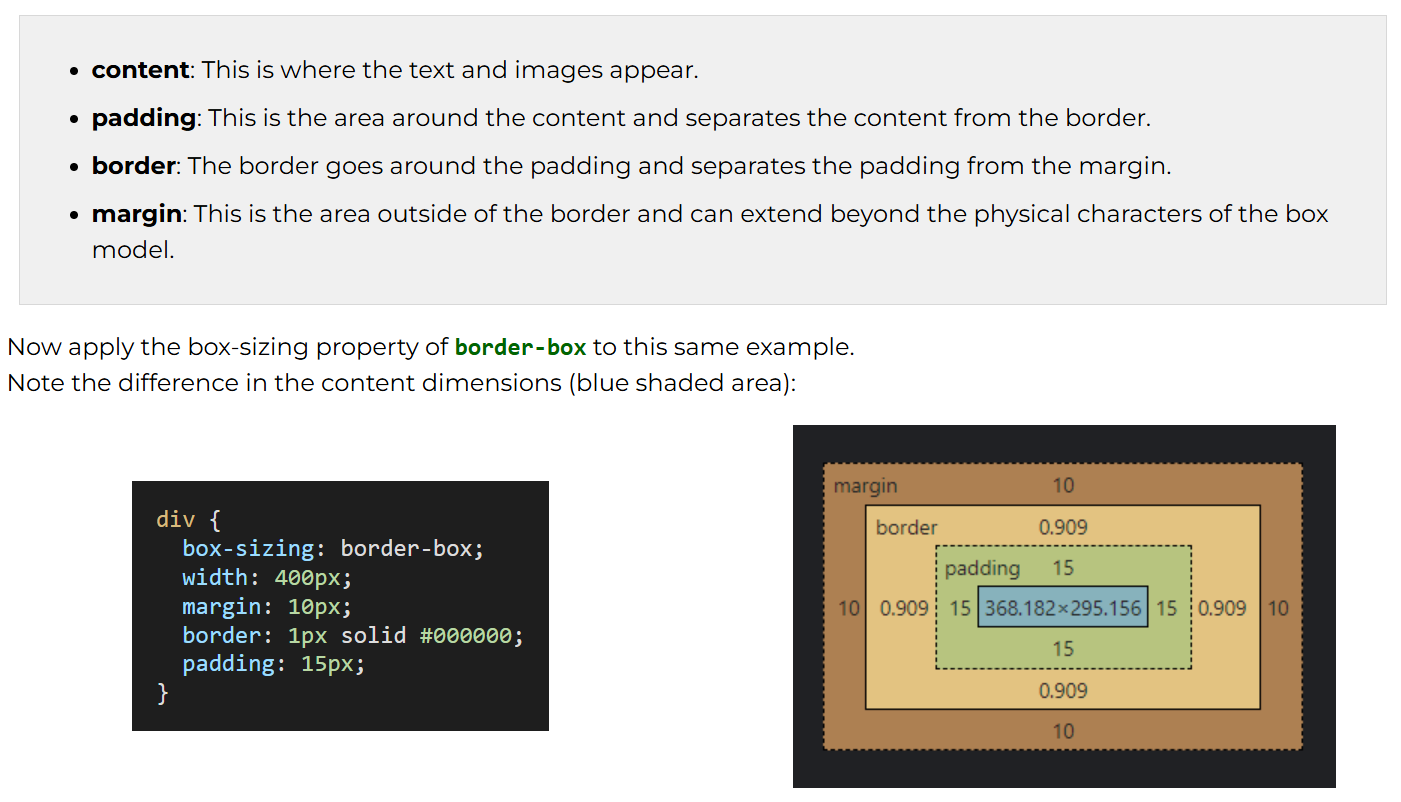 content: This is where the text and images appear.
padding: This is the area around the content and separates the content from the border.
border: The border goes around the padding and separates the padding from the margin.
margin: This is the area outside of the border and can extend beyond the physical characters of the box
model.
Now apply the box-sizing property of border-box to this same example.
Note the difference in the content dimensions (blue shaded area):
div {
  box-sizing: border-box;
  width: 400px;
  margin: 10px;
  border: 1px solid #000000;
  padding: 15px;
}
margin 10
border 0.909
padding 15
10 0.909 15 368.182×295.156 15 0.909 10
15
0.909
10